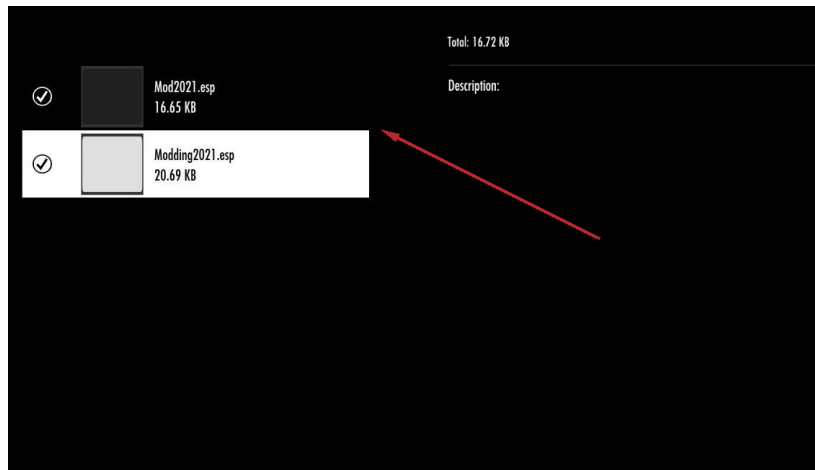 Total: 16.72 KB
Mod2021.esp
16.65 KB
Description:
Modding2021.esp
20.69 KB